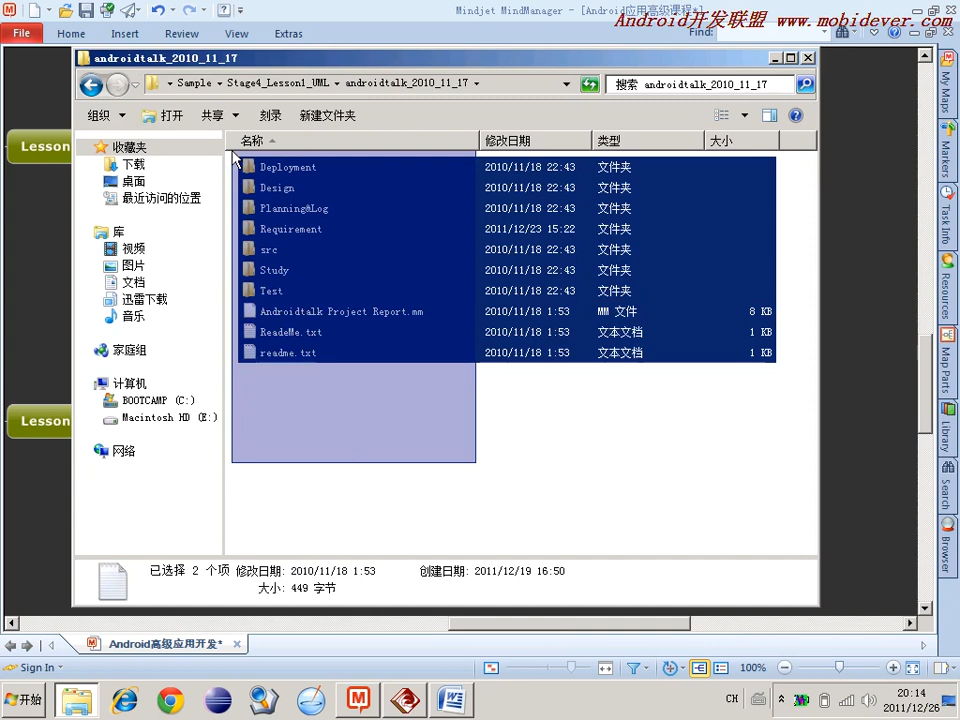 Mindjet MindManager - [Android应用高级课程*]
Android开发联盟 www.mobidever.com
File Home Insert Review View Extras Find:
androidtalk_2010_11_17
Sample Stage4_Lesson1_UML androidtalk_2010_11_17 搜索 androidtalk_2010_11_17
组织 打开 共享 刻录 新建文件夹
名称 修改日期 类型 大小
收藏夹
下载
桌面
最近访问的位置
库
视频
图片
文档
迅雷下载
音乐
家庭组
计算机
BOOTCAMP (C:)
Macintosh HD (E:)
网络
Deployment 2010/11/18 22:43 文件夹
Design 2010/11/18 22:43 文件夹
Planning&Log 2010/11/18 22:43 文件夹
Requirement 2011/12/23 15:22 文件夹
src 2010/11/18 22:43 文件夹
Study 2010/11/18 22:43 文件夹
Test 2010/11/18 22:43 文件夹
Androidtalk Project Report.mm 2010/11/18 1:53 MM 文件 8 KB
ReadeMe.txt 2010/11/18 1:53 文本文档 1 KB
readme.txt 2010/11/18 1:53 文本文档 1 KB
已选择 2 个项 修改日期: 2010/11/18 1:53 创建日期: 2011/12/19 16:50
大小: 449 字节
Lesson
Lesson
My Maps
Markers
Task Info
Resources
Map Parts
Library
Search
Browser
Android高级应用开发*
Sign In 100%
开始 CH 20:14
2011/12/26